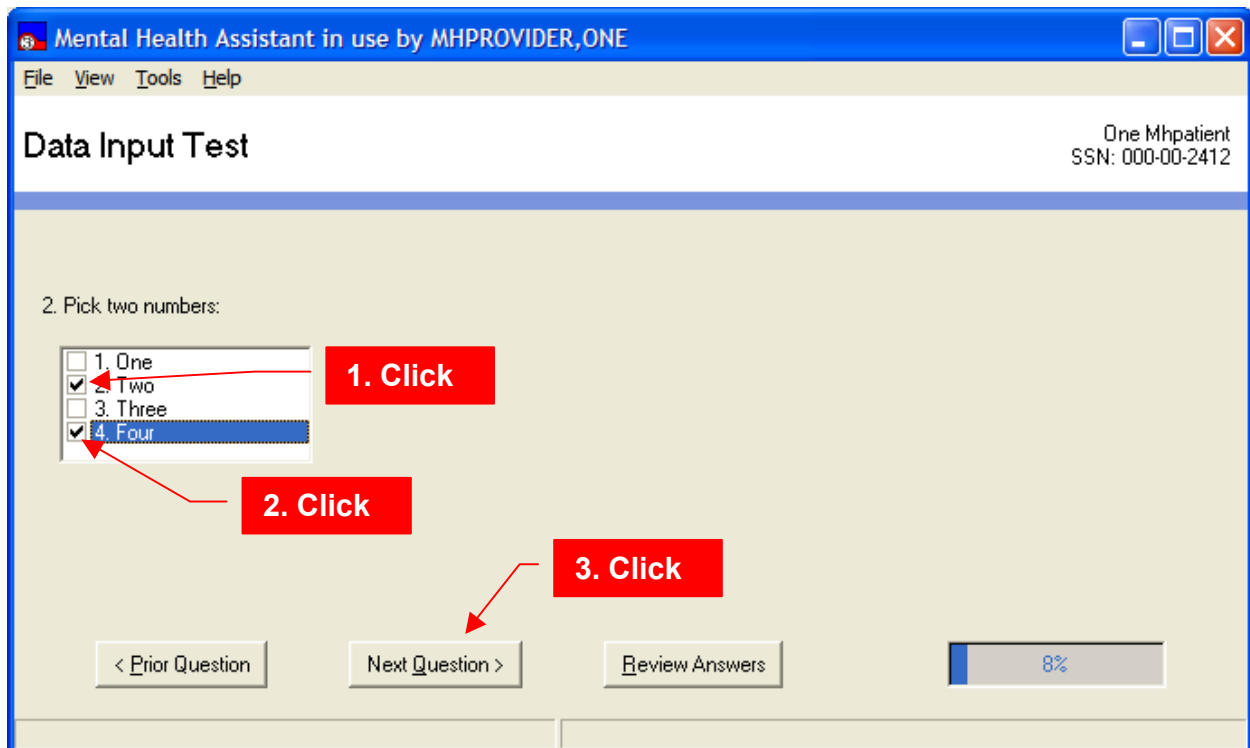 Mental Health Assistant in use by MHPROVIDER,ONE
File View Tools Help
Data Input Test
One Mhpatient
SSN: 000-00-2412
2. Pick two numbers:
1. One
2. Two
3. Three
4. Four
1. Click
2. Click
3. Click
< Prior Question
Next Question >
Review Answers
8%